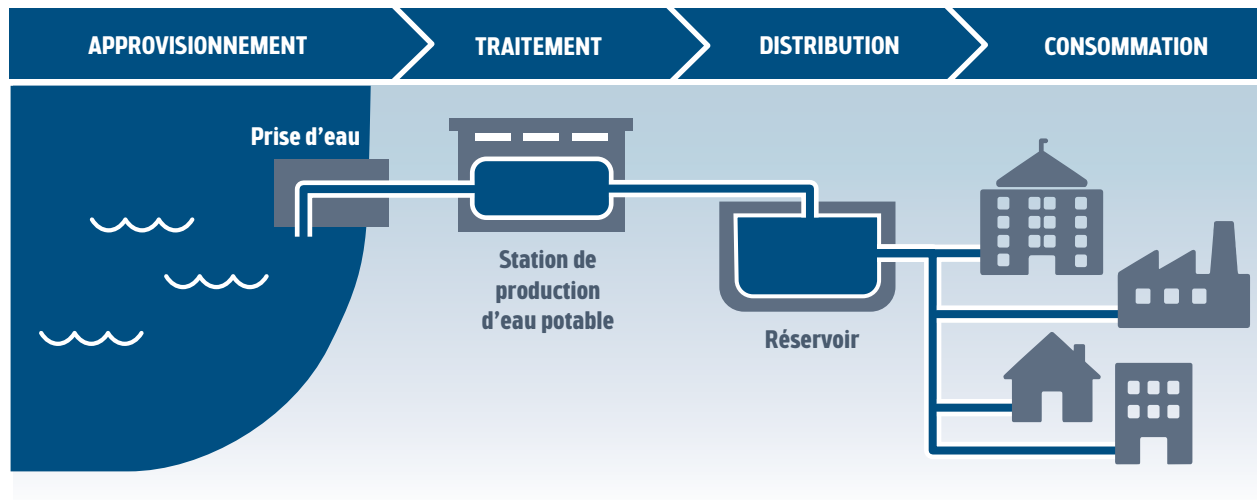 APPROVISIONNEMENT
TRAITEMENT
DISTRIBUTION
CONSOMMATION
Prise d'eau
Station de
production
d'eau potable
Réservoir